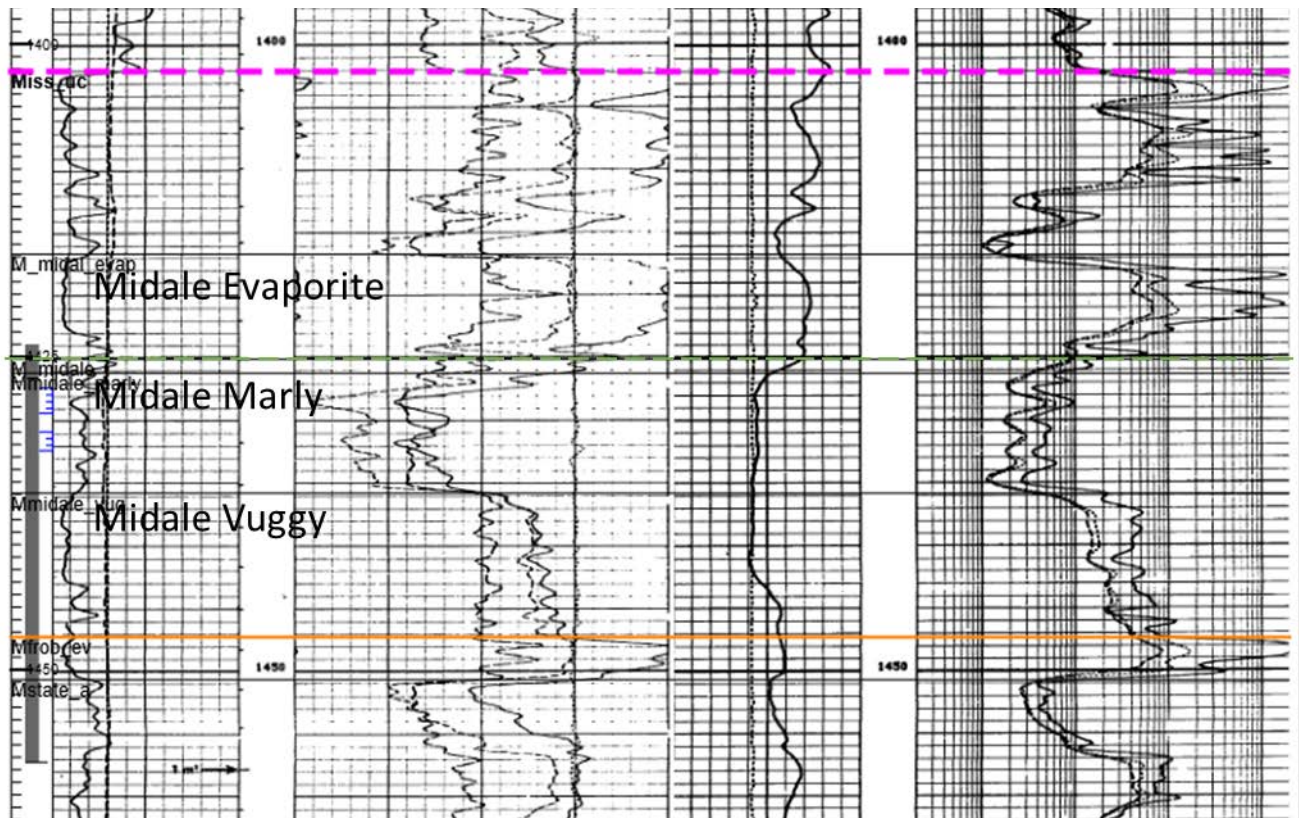 1400
1400
1400
Miss_uc
M_midal_evap
Midale Evaporite
1425
M_midale
Mmidale_marly
Midale Marly
Mmidale_vug
Midale Vuggy
Mfrob_ev
1450
1450
1450
Mstate_a
1 m³